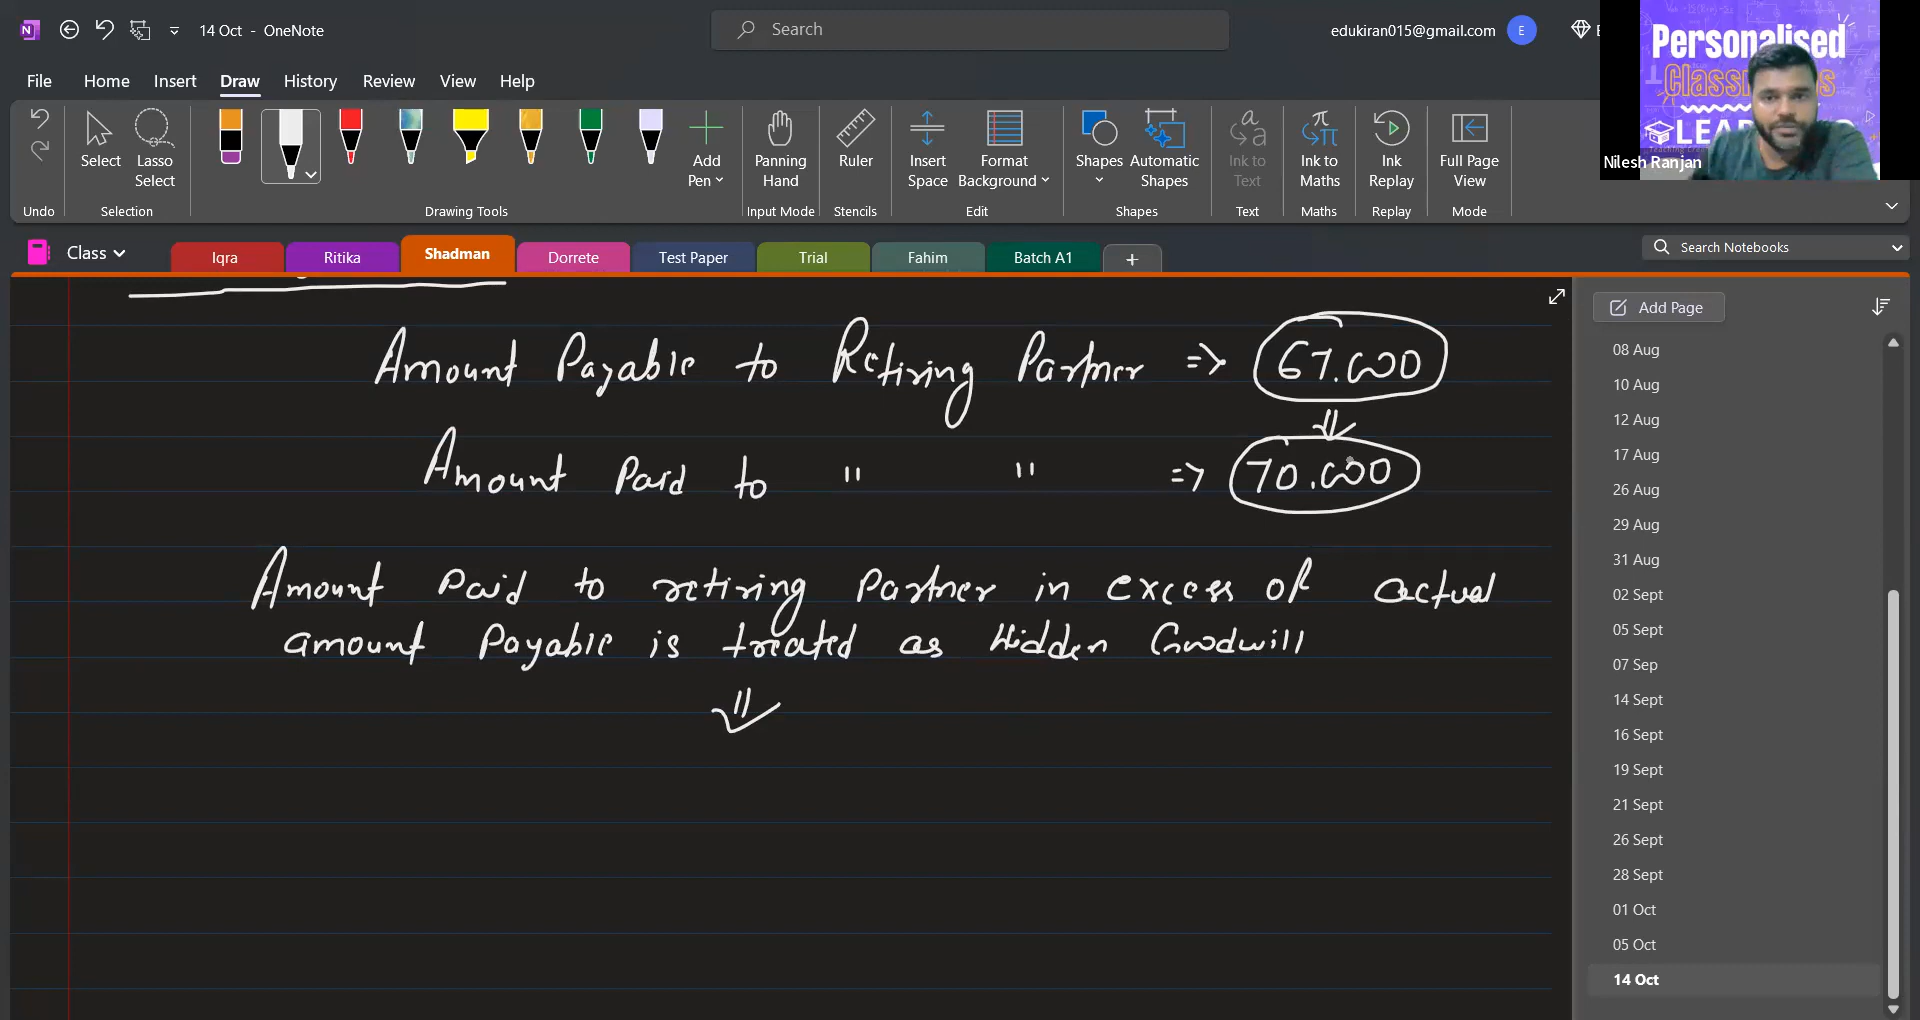 14 Oct - OneNote
Search
edukiran015@gmail.com
E
Personalised
Classrooms
Nilesh Ranjan
File Home Insert Draw History Review View Help
Select
Lasso Select
Add Pen
Panning Hand
Ruler
Insert Space
Format Background
Shapes
Automatic Shapes
Ink to Text
Ink to Maths
Ink Replay
Full Page View
Undo Selection Drawing Tools Input Mode Stencils Edit Shapes Text Maths Replay Mode
Class Iqra Ritika Shadman Dorrete Test Paper Trial Fahim Batch A1 +
Search Notebooks
Amount Payable to Retiring Partner => 67.000
Amount Paid to " " => 70.000
Amount Paid to retiring Partner in excess of actual
amount Payable is treated as Hidden Goodwill
Add Page
08 Aug
10 Aug
12 Aug
17 Aug
26 Aug
29 Aug
31 Aug
02 Sept
05 Sept
07 Sep
14 Sept
16 Sept
19 Sept
21 Sept
26 Sept
28 Sept
01 Oct
05 Oct
14 Oct